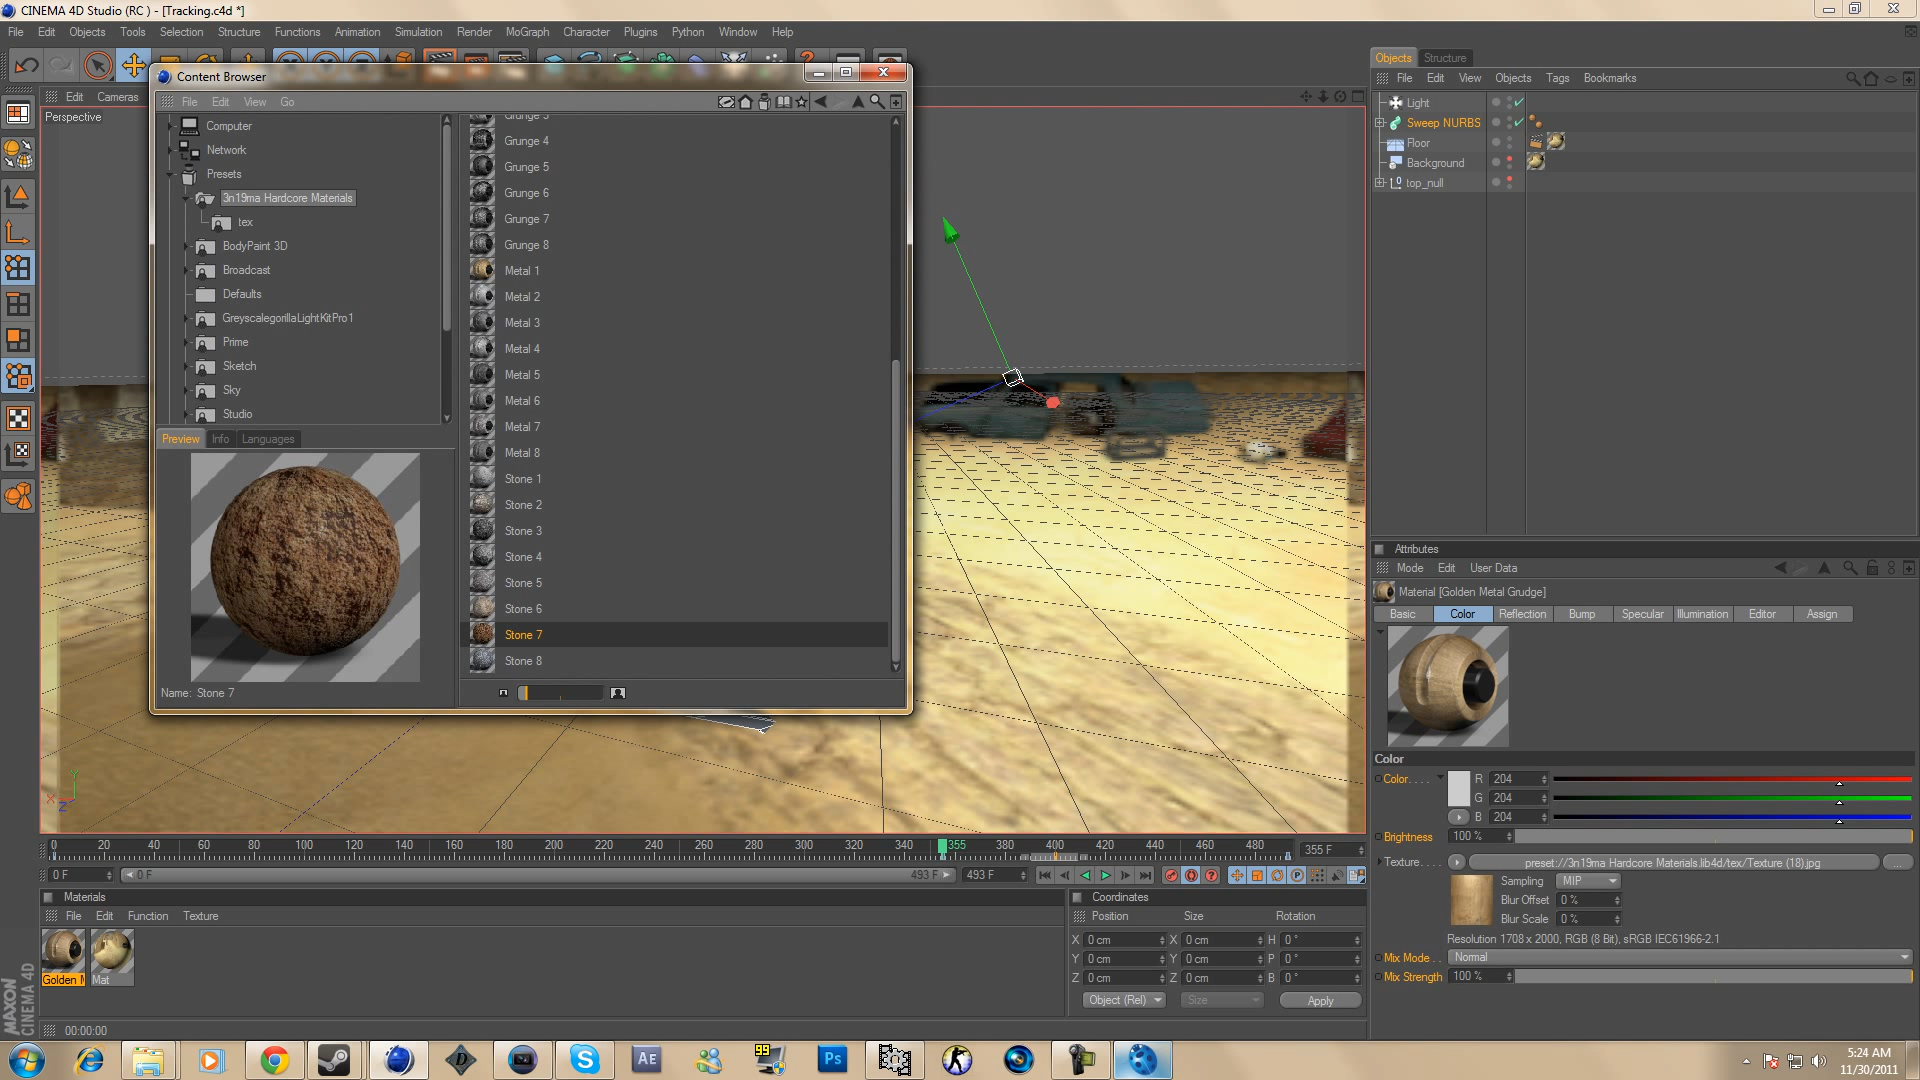 CINEMA 4D Studio (RC ) - [Tracking.c4d *]
File Edit Objects Tools Selection Structure Functions Animation Simulation Render MoGraph Character Plugins Python Window Help
Edit Cameras
Perspective
Content Browser
File Edit View Go
Computer
Network
Presets
3n19ma Hardcore Materials
tex
BodyPaint 3D
Broadcast
Defaults
GreyscalegorillaLightKitPro1
Prime
Sketch
Sky
Studio
Preview Info Languages
Name: Stone 7
Grunge 3
Grunge 4
Grunge 5
Grunge 6
Grunge 7
Grunge 8
Metal 1
Metal 2
Metal 3
Metal 4
Metal 5
Metal 6
Metal 7
Metal 8
Stone 1
Stone 2
Stone 3
Stone 4
Stone 5
Stone 6
Stone 7
Stone 8
Objects Structure
File Edit View Objects Tags Bookmarks
Light
Sweep NURBS
Floor
Background
top_null
Attributes
Mode Edit User Data
Material [Golden Metal Grudge]
Basic Color Reflection Bump Specular Illumination Editor Assign
Color
Color. . . . R 204
G 204
B 204
Brightness 100 %
Texture. . . . preset://3n19ma Hardcore Materials.lib4d/tex/Texture (18).jpg ...
Sampling MIP
Blur Offset 0 %
Blur Scale 0 %
Resolution 1708 x 2000, RGB (8 Bit), sRGB IEC61966-2.1
Mix Mode . . Normal
Mix Strength 100 %
Y
X
Z
0 20 40 60 80 100 120 140 160 180 200 220 240 260 280 300 320 340 355 380 400 420 440 460 480 355 F
0 F 0 F 493 F 493 F
Materials
File Edit Function Texture
Golden M Mat
Coordinates
Position Size Rotation
X 0 cm X 0 cm H 0 °
Y 0 cm Y 0 cm P 0 °
Z 0 cm Z 0 cm B 0 °
Object (Rel) Size Apply
MAXON
CINEMA 4D
00:00:00
AE
99
Ps
5:24 AM
11/30/2011